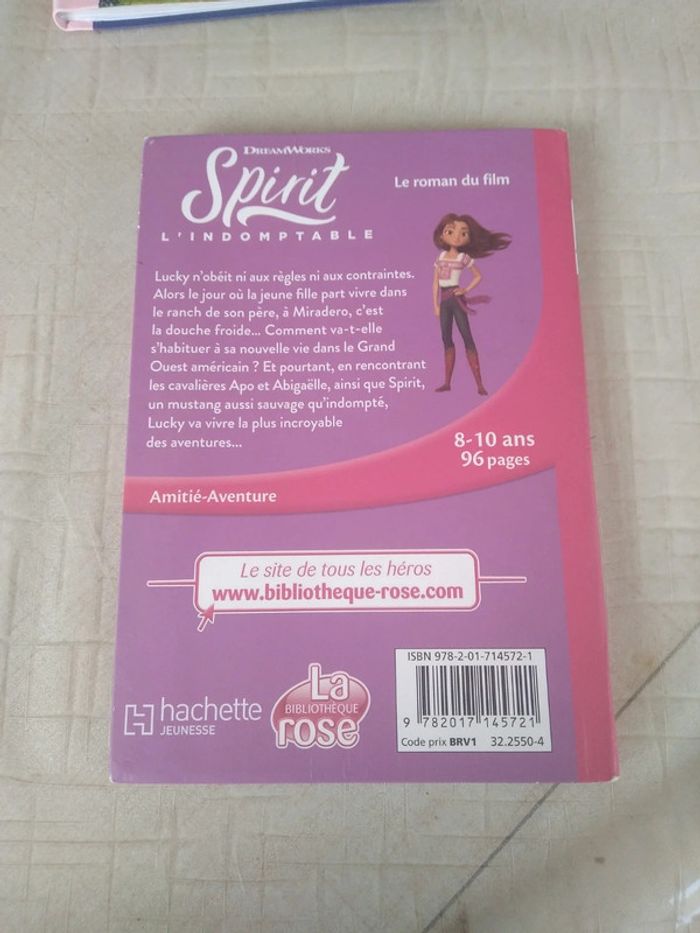 DREAMWORKS
Spirit
L'INDOMPTABLE
Le roman du film
Lucky n'obéit ni aux règles ni aux contraintes.
Alors le jour où la jeune fille part vivre dans
le ranch de son père, à Miradero, c'est
la douche froide... Comment va-t-elle
s'habituer à sa nouvelle vie dans le Grand
Ouest américain ? Et pourtant, en rencontrant
les cavalières Apo et Abigaëlle, ainsi que Spirit,
un mustang aussi sauvage qu'indompté,
Lucky va vivre la plus incroyable
des aventures...
8-10 ans
96 pages
Amitié-Aventure
Le site de tous les héros
www.bibliotheque-rose.com
hachette
JEUNESSE
La
BIBLIOTHÈQUE
rose
ISBN 978-2-01-714572-1
9 782017 145721
Code prix BRV1 32.2550-4